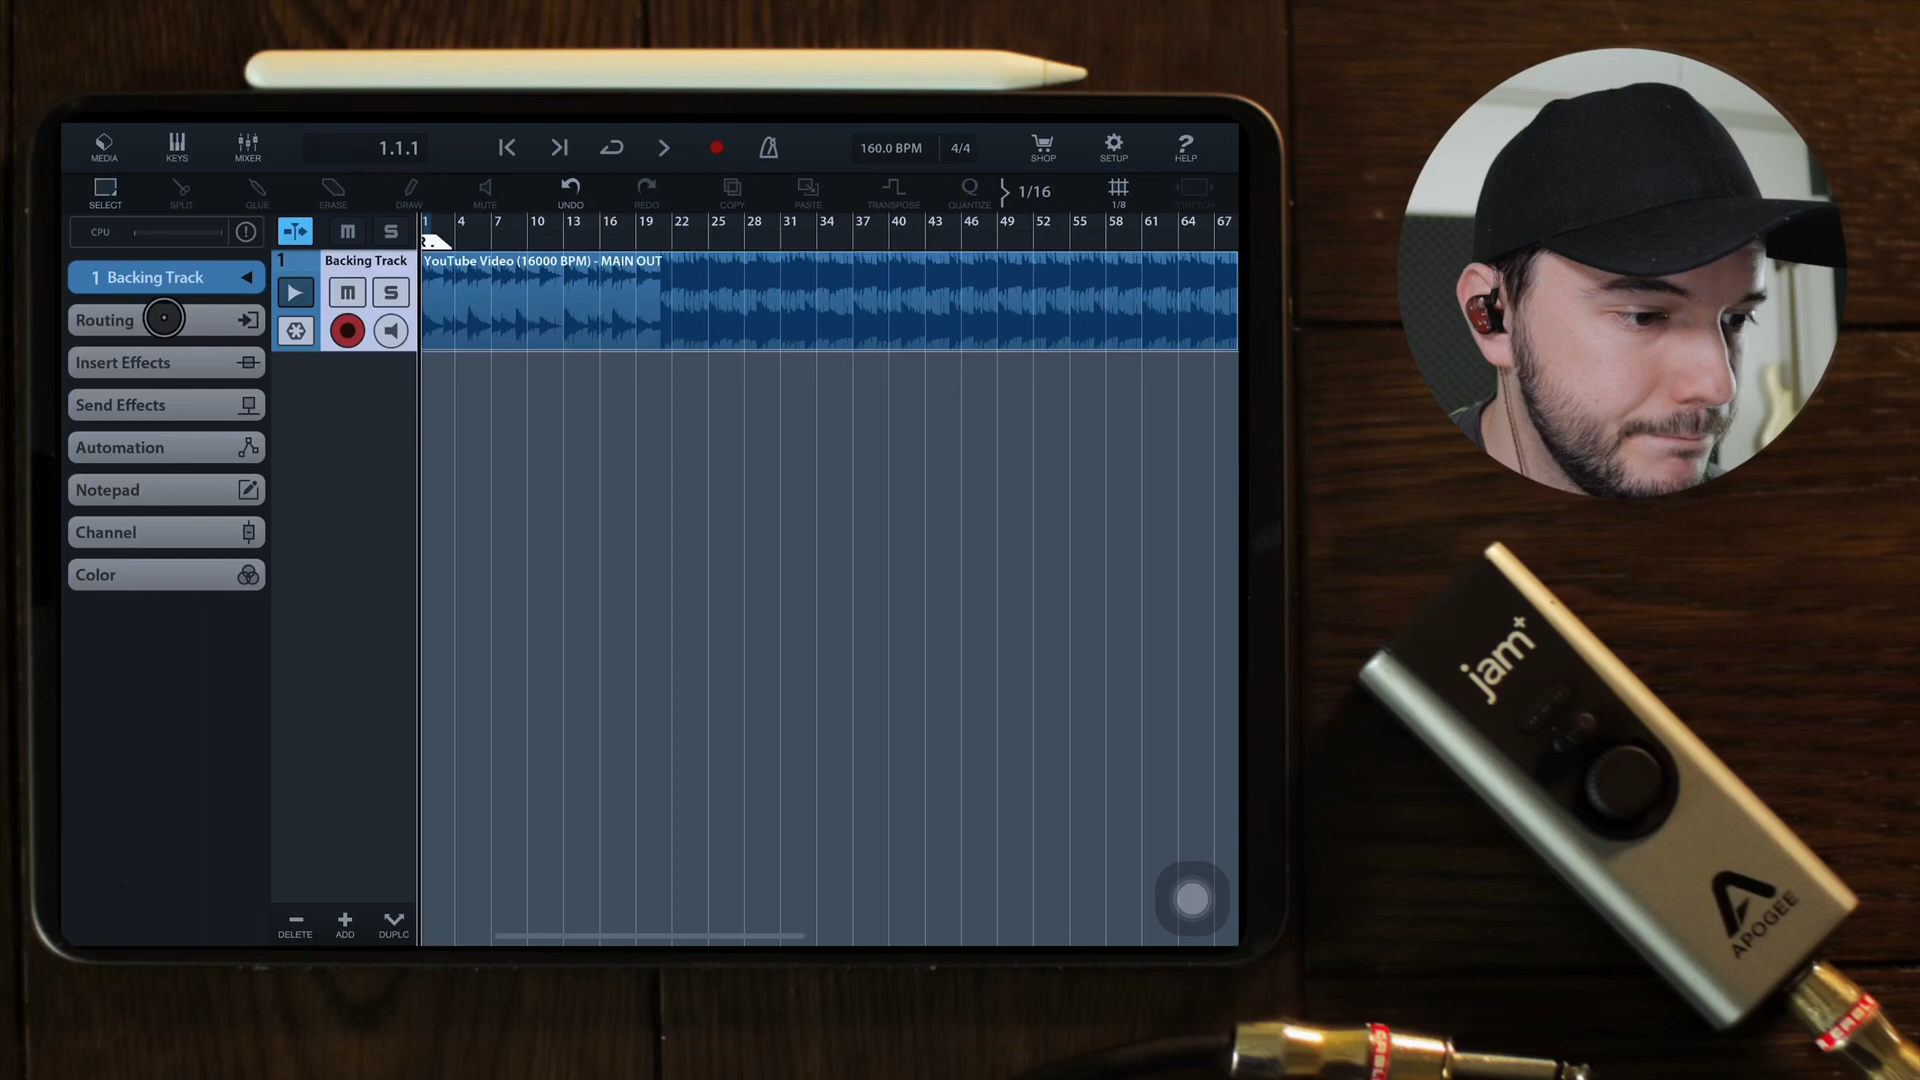 1.1.1
160.0 BPM
4/4
MEDIA
KEYS
MIXER
SHOP
SETUP
HELP
?
1/16
SELECT
SPLIT
GLUE
ERASE
DRAW
MUTE
UNDO
REDO
COPY
PASTE
TRANSPOSE
QUANTIZE
1/8
STRETCH
CPU
M
S
1 4 7 10 13 16 19 22 25 28 31 34 37 40 43 46 49 52 55 58 61 64 67
1
Backing Track
YouTube Video (16000 BPM) - MAIN OUT
M
S
1 Backing Track
Routing
Insert Effects
Send Effects
Automation
Notepad
Channel
Color
DELETE
ADD
DUPLC
jam+
APOGEE